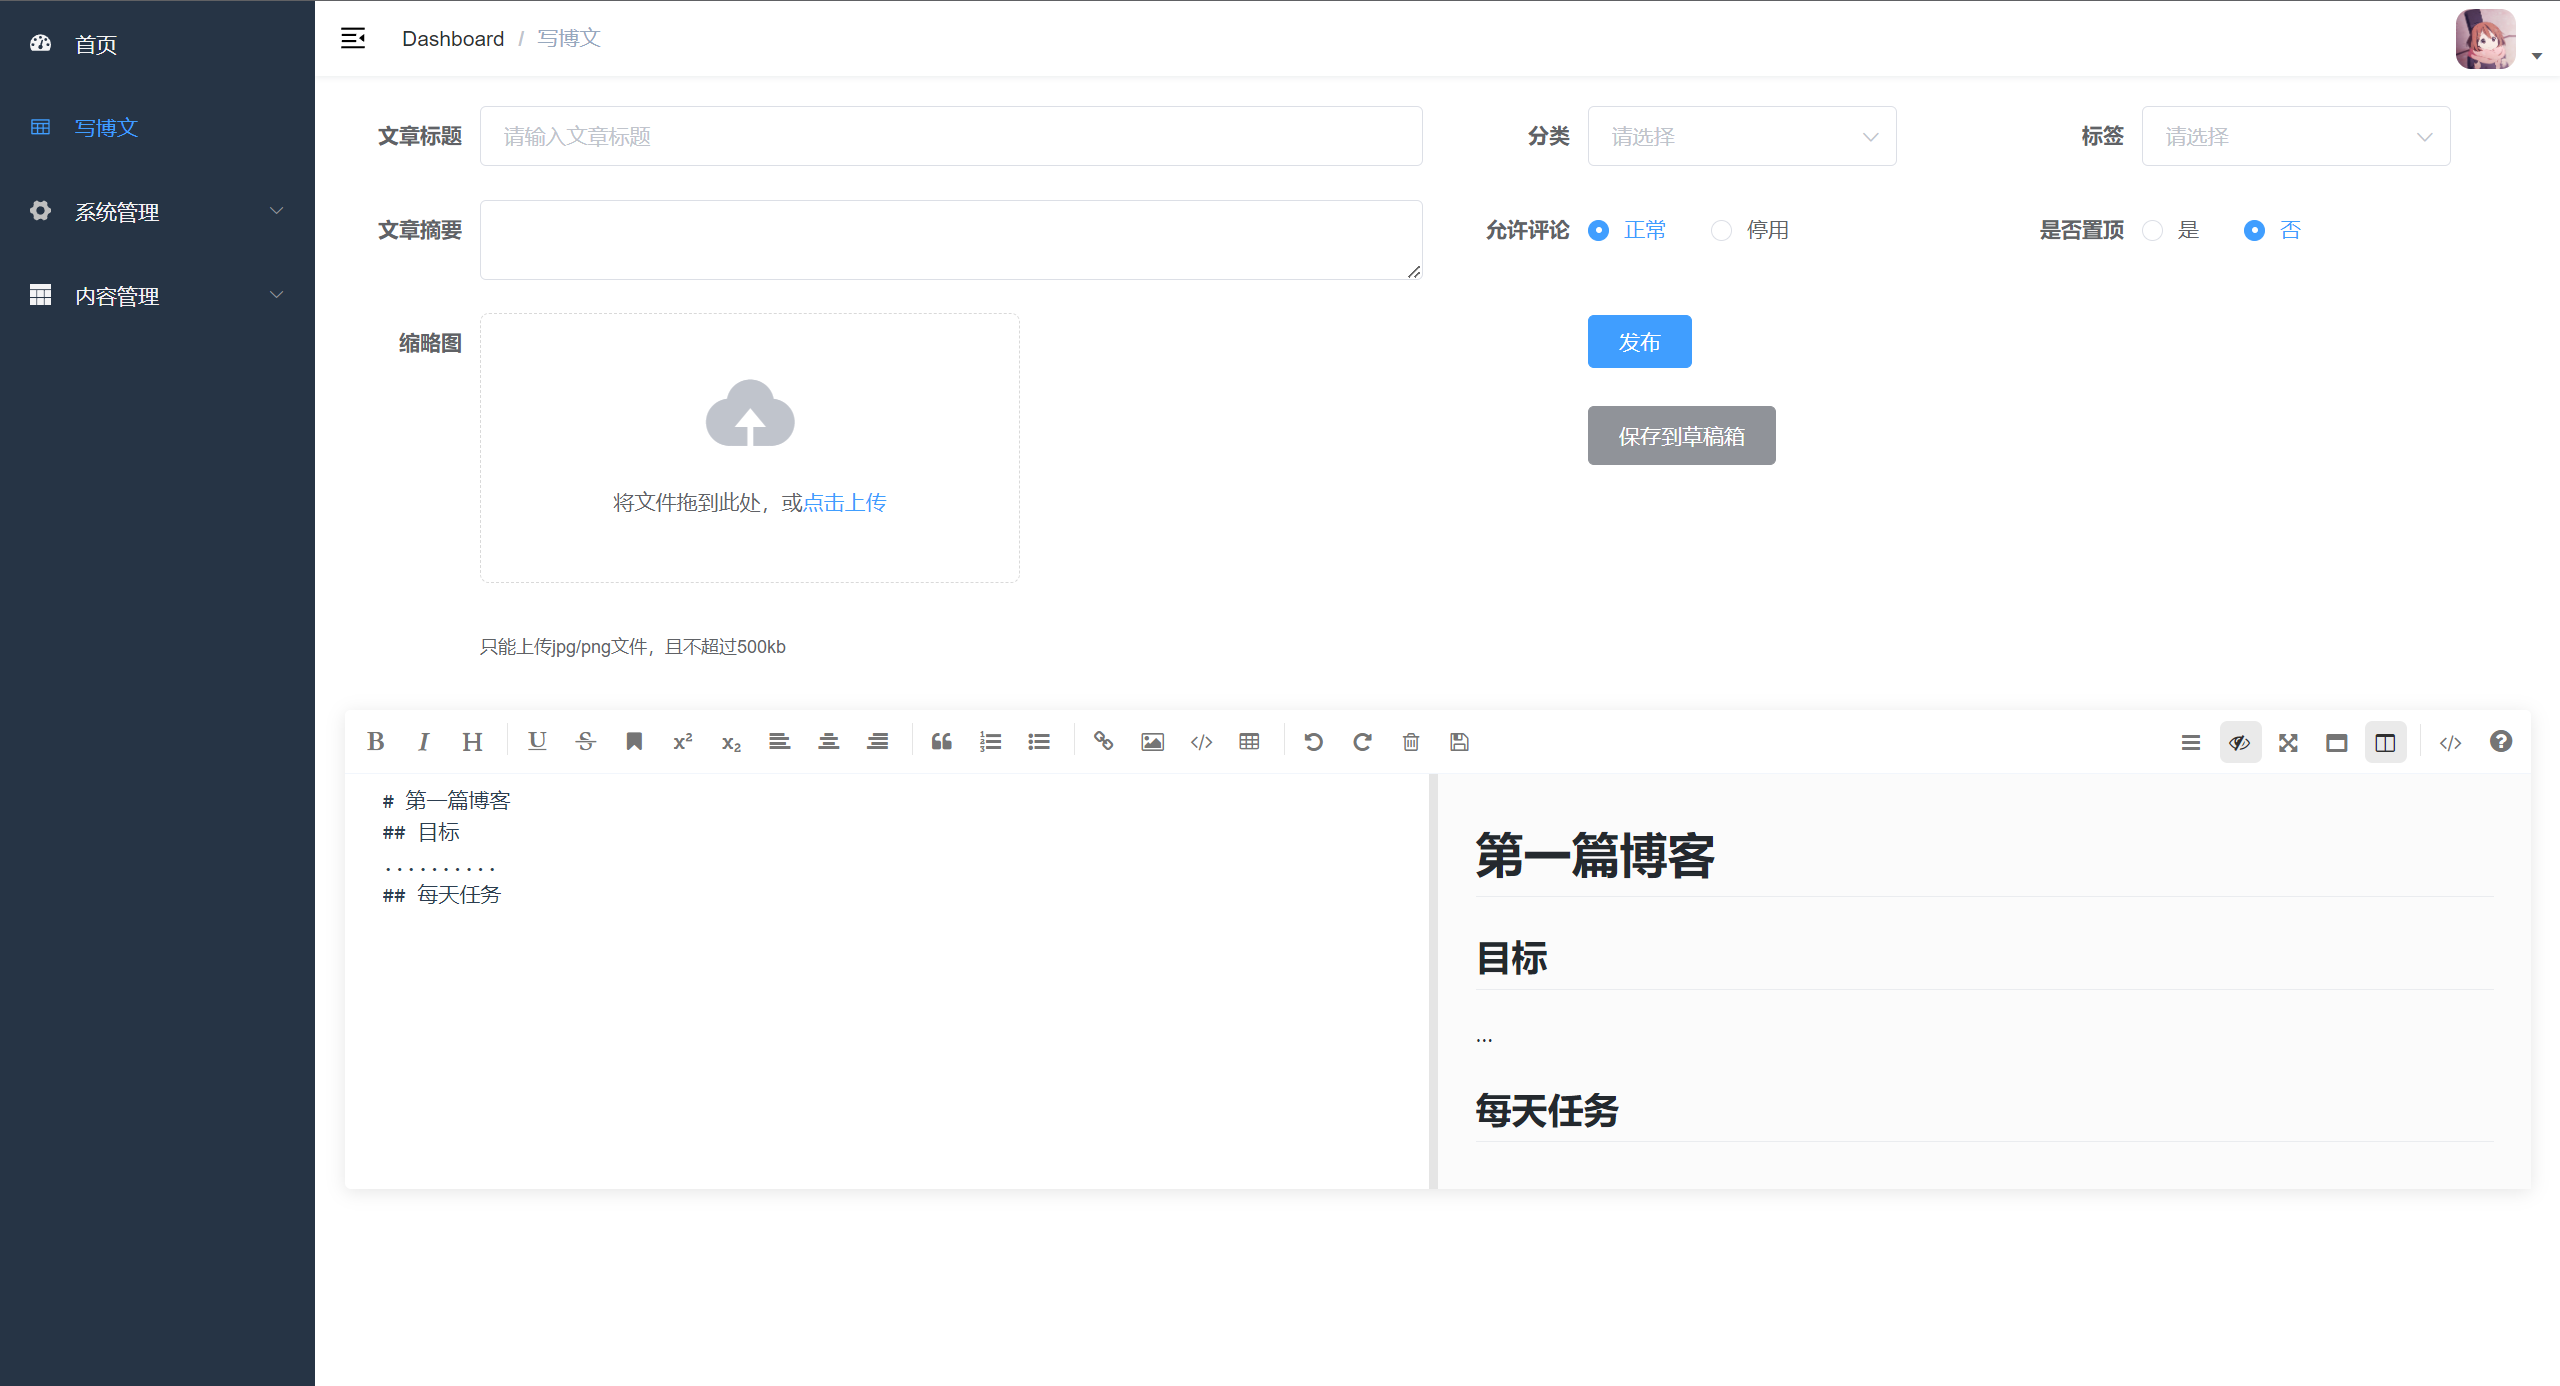 首页
写博文
系统管理
内容管理
Dashboard / 写博文
文章标题 请输入文章标题 分类 请选择 标签 请选择
文章摘要 允许评论 正常 停用 是否置顶 是 否
缩略图 发布
保存到草稿箱
将文件拖到此处，或点击上传
只能上传jpg/png文件，且不超过500kb
# 第一篇博客
## 目标
..........
## 每天任务
第一篇博客
目标
...
每天任务